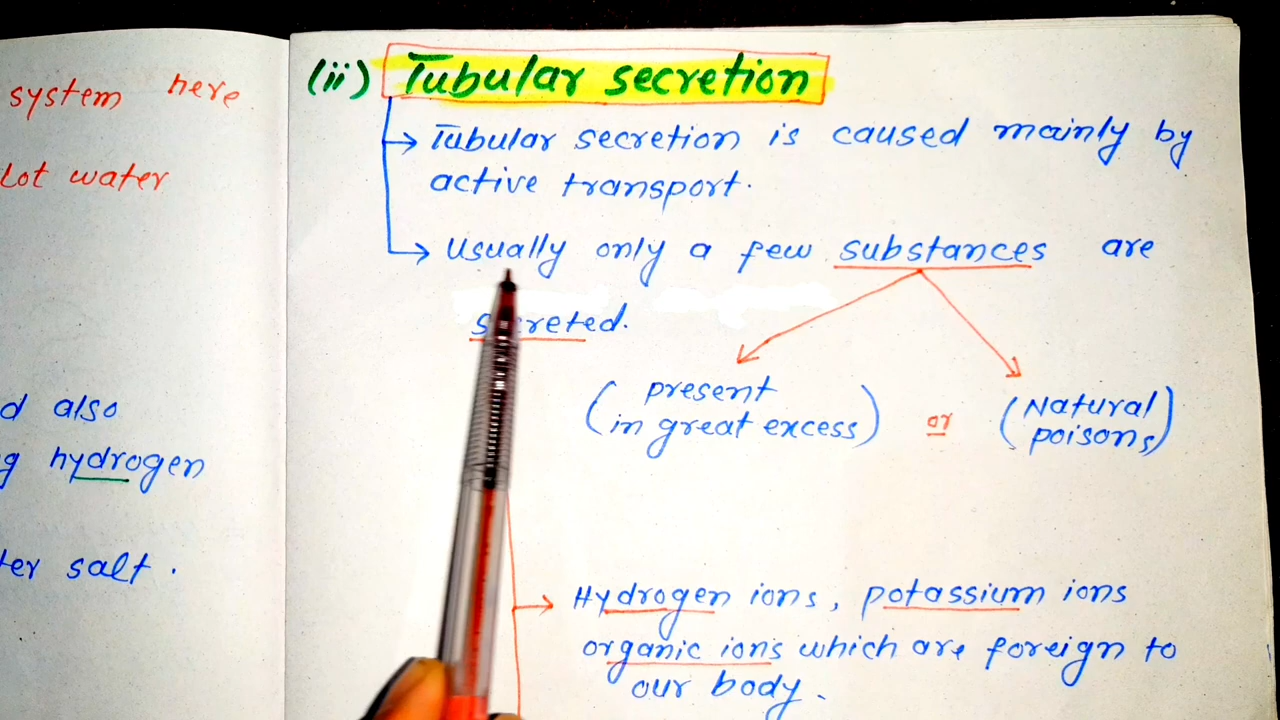 system here
lot water
d also
g hydrogen
ter salt.
(ii) Tubular secretion
Tubular secretion is caused mainly by
active transport.
Usually only a few substances are
secreted.
(present
in great excess) or (Natural
poisons)
Hydrogen ions, potassium ions
organic ions which are foreign to
our body.